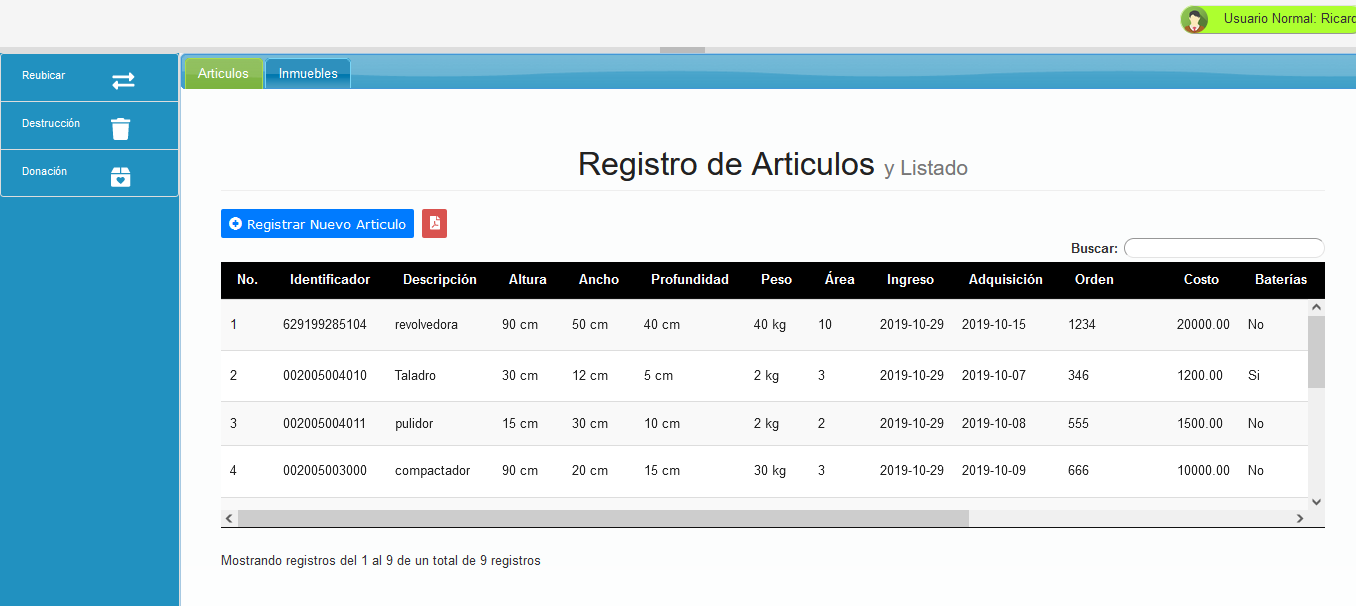 Usuario Normal: Ricard
Reubicar
Destrucción
Donación
Articulos Inmuebles
Registro de Articulos y Listado
Registrar Nuevo Articulo
Buscar:
No. Identificador Descripción Altura Ancho Profundidad Peso Área Ingreso Adquisición Orden Costo Baterías
1 629199285104 revolvedora 90 cm 50 cm 40 cm 40 kg 10 2019-10-29 2019-10-15 1234 20000.00 No
2 002005004010 Taladro 30 cm 12 cm 5 cm 2 kg 3 2019-10-29 2019-10-07 346 1200.00 Si
3 002005004011 pulidor 15 cm 30 cm 10 cm 2 kg 2 2019-10-29 2019-10-08 555 1500.00 No
4 002005003000 compactador 90 cm 20 cm 15 cm 30 kg 3 2019-10-29 2019-10-09 666 10000.00 No
Mostrando registros del 1 al 9 de un total de 9 registros